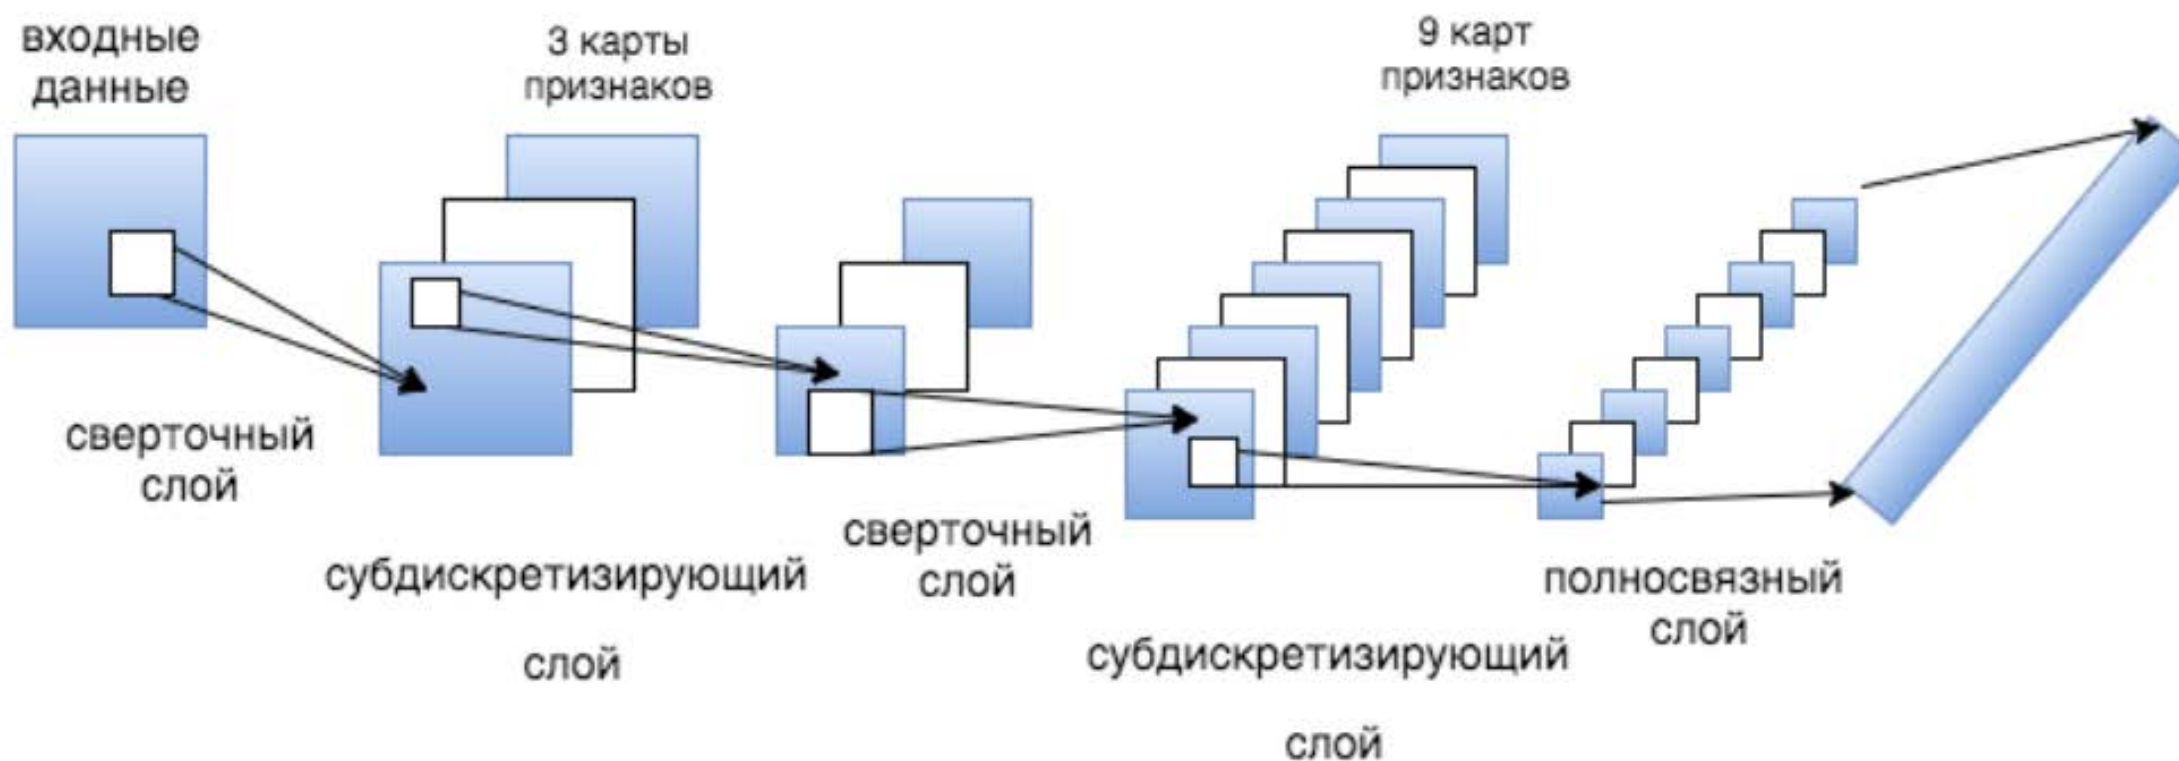 входные
данные
3 карты
признаков
9 карт
признаков
сверточный
слой
субдискретизирующий
слой
сверточный
слой
субдискретизирующий
слой
полносвязный
слой